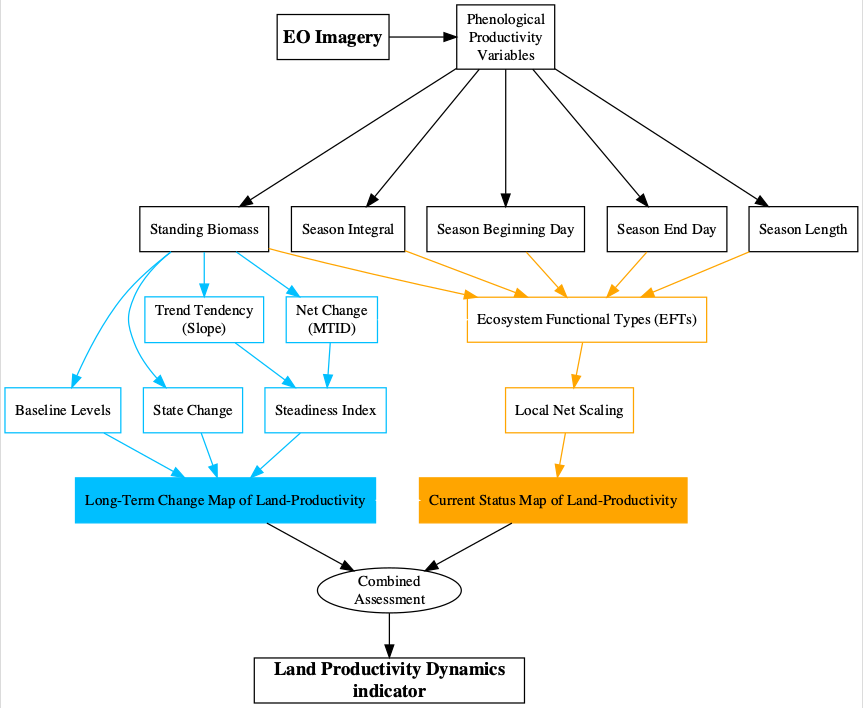 EO Imagery
Phenological
Productivity
Variables
Standing Biomass
Season Integral
Season Beginning Day
Season End Day
Season Length
Trend Tendency
(Slope)
Net Change
(MTID)
Ecosystem Functional Types (EFTs)
Baseline Levels
State Change
Steadiness Index
Local Net Scaling
Long-Term Change Map of Land-Productivity
Current Status Map of Land-Productivity
Combined
Assessment
Land Productivity Dynamics
indicator